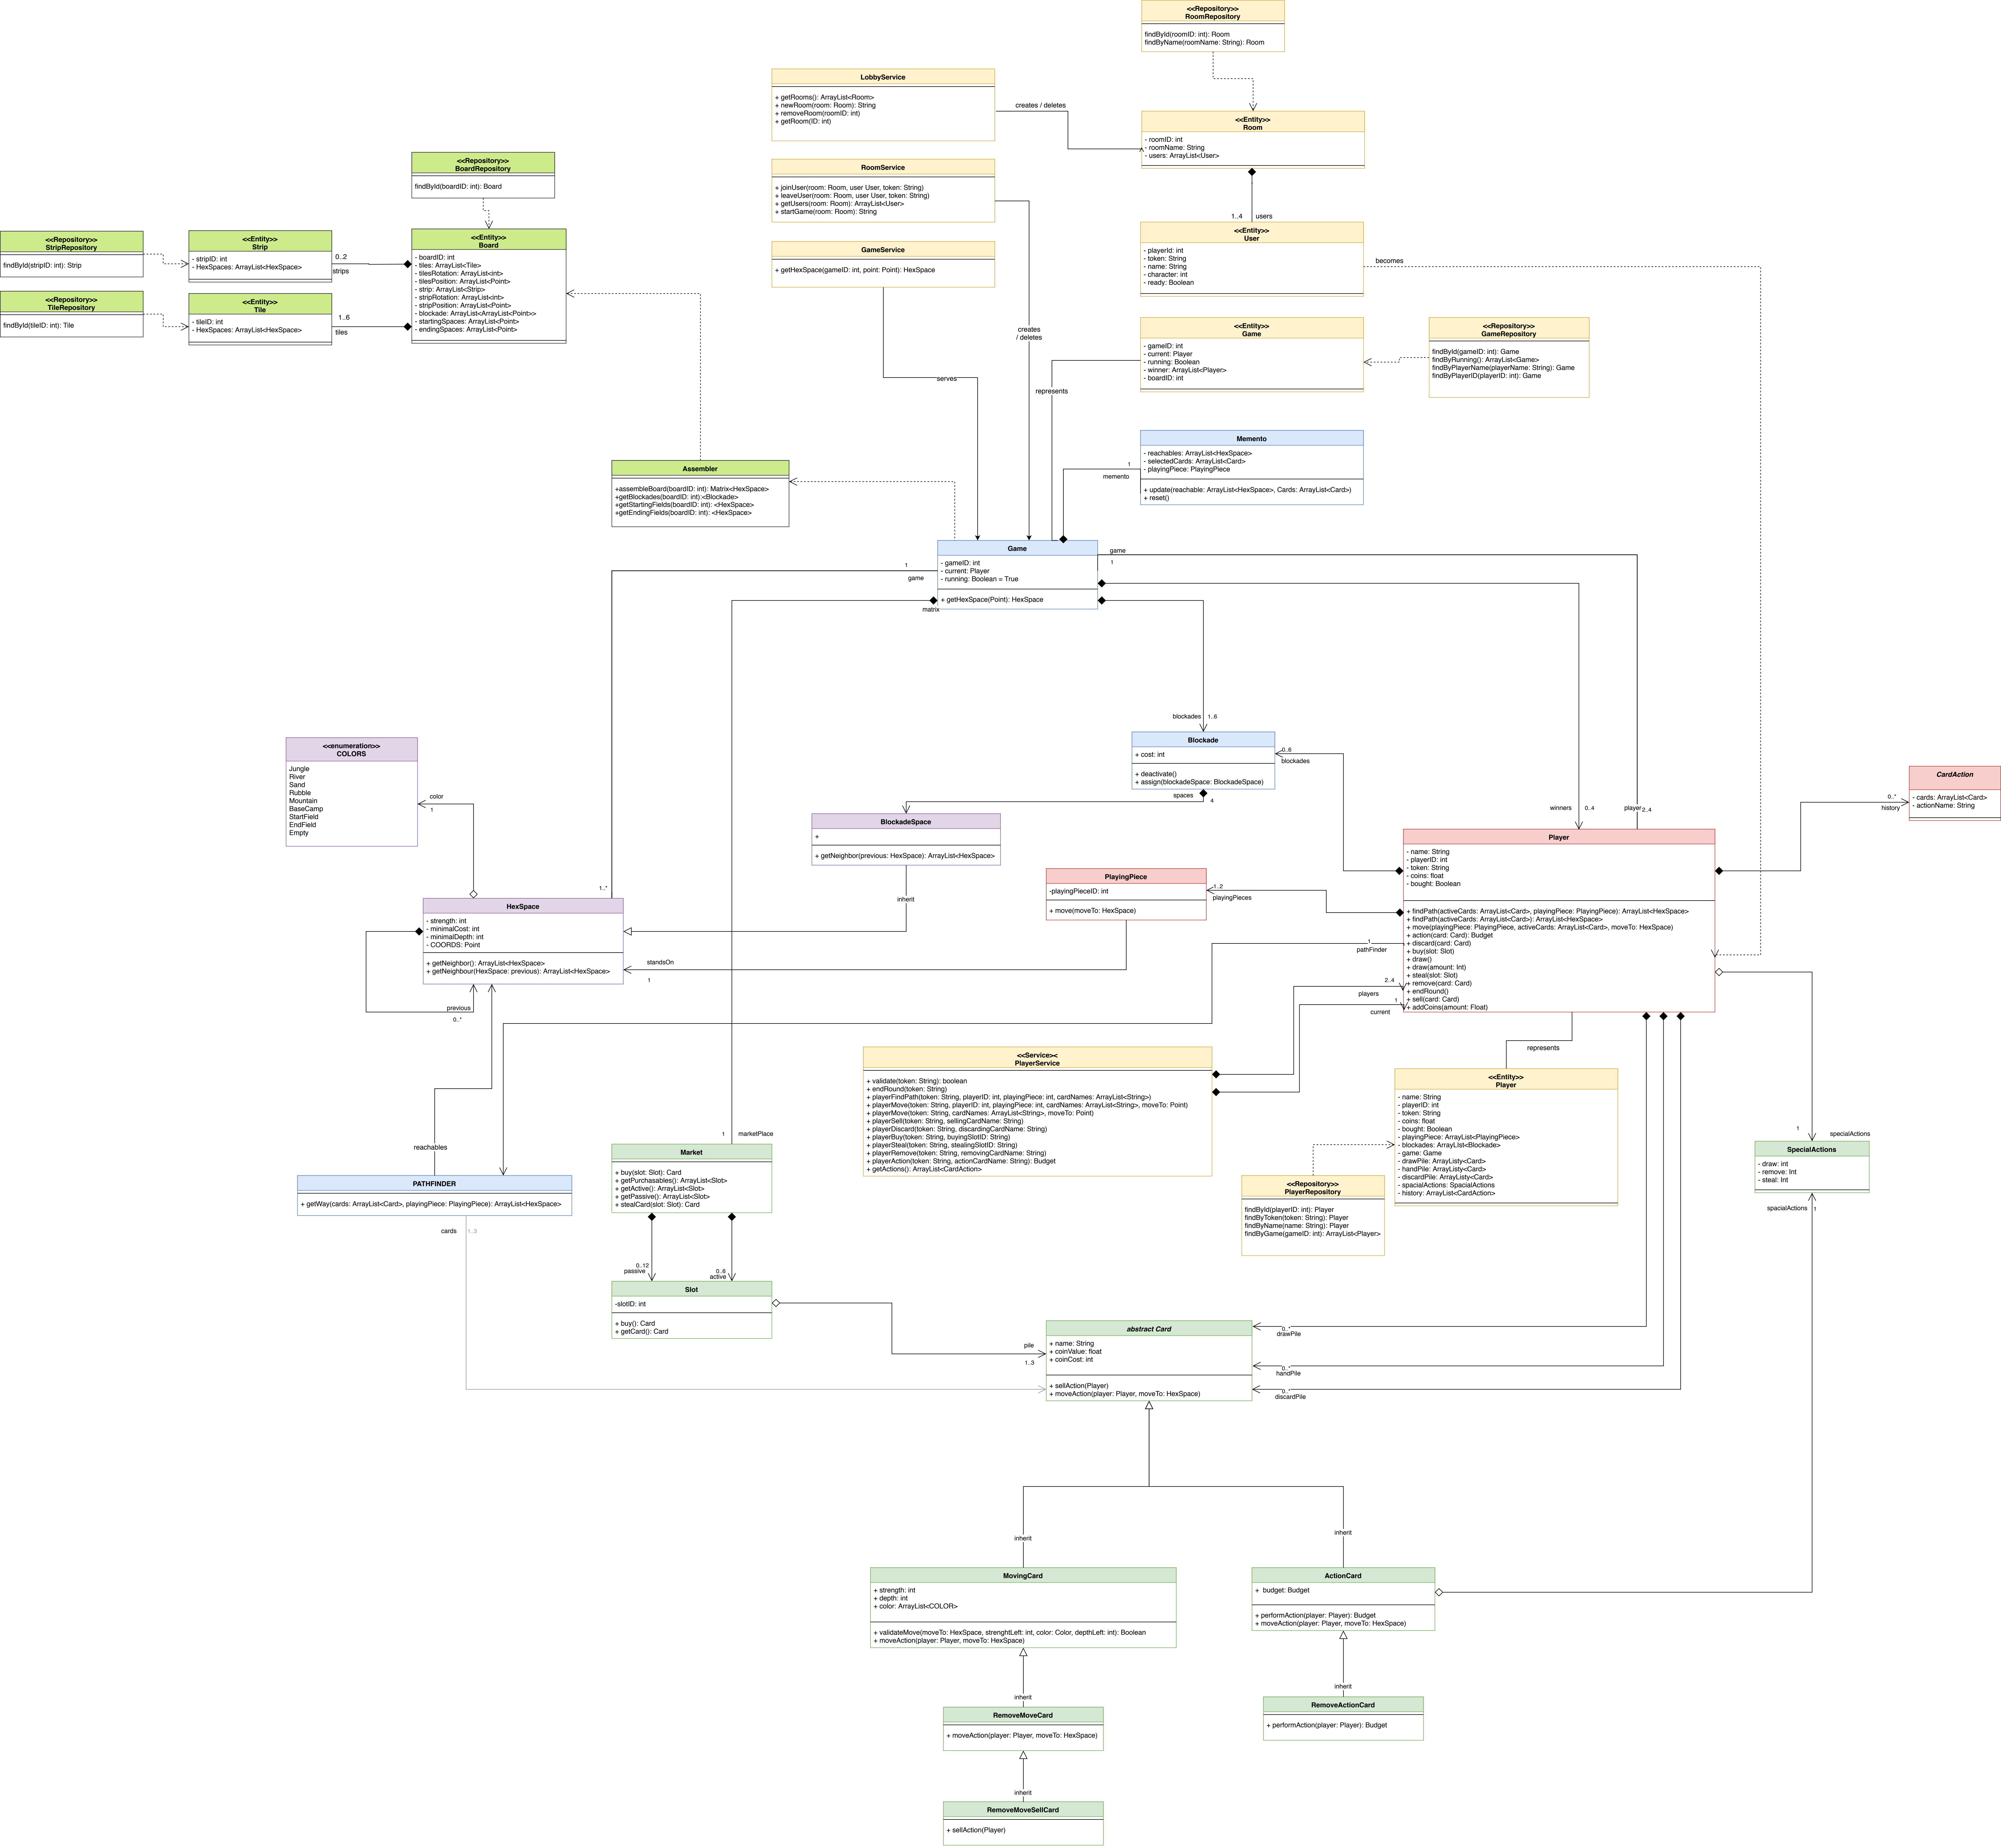 <<Repository>>
RoomRepository
findById(roomID: int): Room
findByName(roomName: String): Room
LobbyService
+ getRooms(): ArrayList<Room>
+ newRoom(room: Room): String
+ removeRoom(roomID: int)
+ getRoom(ID: int)
creates / deletes
<<Entity>>
Room
- roomID: int
- roomName: String
- users: ArrayList<User>
1..4
users
RoomService
+ joinUser(room: Room, user User, token: String)
+ leaveUser(room: Room, user User, token: String)
+ getUsers(room: Room): ArrayList<User>
+ startGame(room: Room): String
GameService
+ getHexSpace(gameID: int, point: Point): HexSpace
serves
creates
/ deletes
<<Entity>>
User
- playerId: int
- token: String
- name: String
- character: int
- ready: Boolean
becomes
<<Entity>>
Game
- gameID: int
- current: Player
- running: Boolean
- winner: ArrayList<Player>
- boardID: int
represents
<<Repository>>
GameRepository
findById(gameID: int): Game
findByRunning(): ArrayList<Game>
findByPlayerName(playerName: String): Game
findByPlayerID(playerID: int): Game
<<Repository>>
BoardRepository
findById(boardID: int): Board
<<Repository>>
StripRepository
findById(stripID: int): Strip
<<Entity>>
Strip
- stripID: int
- HexSpaces: ArrayList<HexSpace>
0..2
strips
<<Repository>>
TileRepository
findById(tileID: int): Tile
<<Entity>>
Tile
- tileID: int
- HexSpaces: ArrayList<HexSpace>
1..6
tiles
<<Entity>>
Board
- boardID: int
- tiles: ArrayList<Tile>
- tilesRotation: ArrayList<int>
- tilesPosition: ArrayList<Point>
- strip: ArrayList<Strip>
- stripRotation: ArrayList<int>
- stripPosition: ArrayList<Point>
- blockade: ArrayList<ArrayList<Point>>
- startingSpaces: ArrayList<Point>
- endingSpaces: ArrayList<Point>
Assembler
+assembleBoard(boardID: int): Matrix<HexSpace>
+getBlockades(boardID: int):<Blockade>
+getStartingFields(boardID: int): <HexSpace>
+getEndingFields(boardID: int): <HexSpace>
Memento
- reachables: ArrayList<HexSpace>
- selectedCards: ArrayList<Card>
- playingPiece: PlayingPiece
+ update(reachable: ArrayList<HexSpace>, Cards: ArrayList<Card>)
+ reset()
1
memento
Game
- gameID: int
- current: Player
- running: Boolean = True
+ getHexSpace(Point): HexSpace
1
game
matrix
game
1
blockades
1..6
Blockade
+ cost: int
+ deactivate()
+ assign(blockadeSpace: BlockadeSpace)
0..6
blockades
spaces
4
winners
0..4
player
2..4
<<enumeration>>
COLORS
Jungle
River
Sand
Rubble
Mountain
BaseCamp
StartField
EndField
Empty
color
1
BlockadeSpace
+
+ getNeighbor(previous: HexSpace): ArrayList<HexSpace>
inherit
CardAction
- cards: ArrayList<Card>
- actionName: String
0..*
history
PlayingPiece
-playingPieceID: int
+ move(moveTo: HexSpace)
1..2
playingPieces
Player
- name: String
- playerID: int
- token: String
- coins: float
- bought: Boolean
+ findPath(activeCards: ArrayList<Card>, playingPiece: PlayingPiece): ArrayList<HexSpace>
+ findPath(activeCards: ArrayList<Card>): ArrayList<HexSpace>
+ move(playingPiece: PlayingPiece, activeCards: ArrayList<Card>, moveTo: HexSpace)
+ action(card: Card): Budget
+ discard(card: Card)
+ buy(slot: Slot)
+ draw()
+ draw(amount: Int)
+ steal(slot: Slot)
+ remove(card: Card)
+ endRound()
+ sell(card: Card)
+ addCoins(amount: Float)
1..*
HexSpace
- strength: int
- minimalCost: int
- minimalDepth: int
- COORDS: Point
+ getNeighbor(): ArrayList<HexSpace>
+ getNeighbour(HexSpace: previous): ArrayList<HexSpace>
standsOn
1
previous
0..*
1
pathFinder
2..4
players
1
current
<<Service><
PlayerService
+ validate(token: String): boolean
+ endRound(token: String)
+ playerFindPath(token: String, playerID: int, playingPiece: int, cardNames: ArrayList<String>)
+ playerMove(token: String, playerID: int, playingPiece: int, cardNames: ArrayList<String>, moveTo: Point)
+ playerMove(token: String, cardNames: ArrayList<String>, moveTo: Point)
+ playerSell(token: String, sellingCardName: String)
+ playerDiscard(token: String, discardingCardName: String)
+ playerBuy(token: String, buyingSlotID: String)
+ playerSteal(token: String, stealingSlotID: String)
+ playerRemove(token: String, removingCardName: String)
+ playerAction(token: String, actionCardName: String): Budget
+ getActions(): ArrayList<CardAction>
represents
<<Entity>>
Player
- name: String
- playerID: int
- token: String
- coins: float
- bought: Boolean
- playingPiece: ArrayList<PlayingPiece>
- blockades: ArrayLIst<Blockade>
- game: Game
- drawPile: ArrayListy<Card>
- handPile: ArrayListy<Card>
- discardPile: ArrayListy<Card>
- spacialActions: SpacialActions
- history: ArrayList<CardAction>
<<Repository>>
PlayerRepository
findById(playerID: int): Player
findByToken(token: String): Player
findByName(name: String): Player
findByGame(gameID: int): ArrayList<Player>
1
specialActions
SpecialActions
- draw: int
- remove: Int
- steal: Int
spacialActions
1
reachables
PATHFINDER
+ getWay(cards: ArrayList<Card>, playingPiece: PlayingPiece): ArrayList<HexSpace>
cards
1..3
1
marketPlace
Market
+ buy(slot: Slot): Card
+ getPurchasables(): ArrayList<Slot>
+ getActive(): ArrayList<Slot>
+ getPassive(): ArrayList<Slot>
+ stealCard(slot: Slot): Card
0..12
passive
0..6
active
Slot
-slotID: int
+ buy(): Card
+ getCard(): Card
pile
1..3
abstract Card
+ name: String
+ coinValue: float
+ coinCost: int
+ sellAction(Player)
+ moveAction(player: Player, moveTo: HexSpace)
0..*
drawPile
0..*
handPile
0..*
discardPile
inherit
inherit
MovingCard
+ strength: int
+ depth: int
+ color: ArrayList<COLOR>
+ validateMove(moveTo: HexSpace, strenghtLeft: int, color: Color, depthLeft: int): Boolean
+ moveAction(player: Player, moveTo: HexSpace)
ActionCard
+ budget: Budget
+ performAction(player: Player): Budget
+ moveAction(player: Player, moveTo: HexSpace)
inherit
inherit
RemoveMoveCard
+ moveAction(player: Player, moveTo: HexSpace)
RemoveActionCard
+ performAction(player: Player): Budget
inherit
RemoveMoveSellCard
+ sellAction(Player)